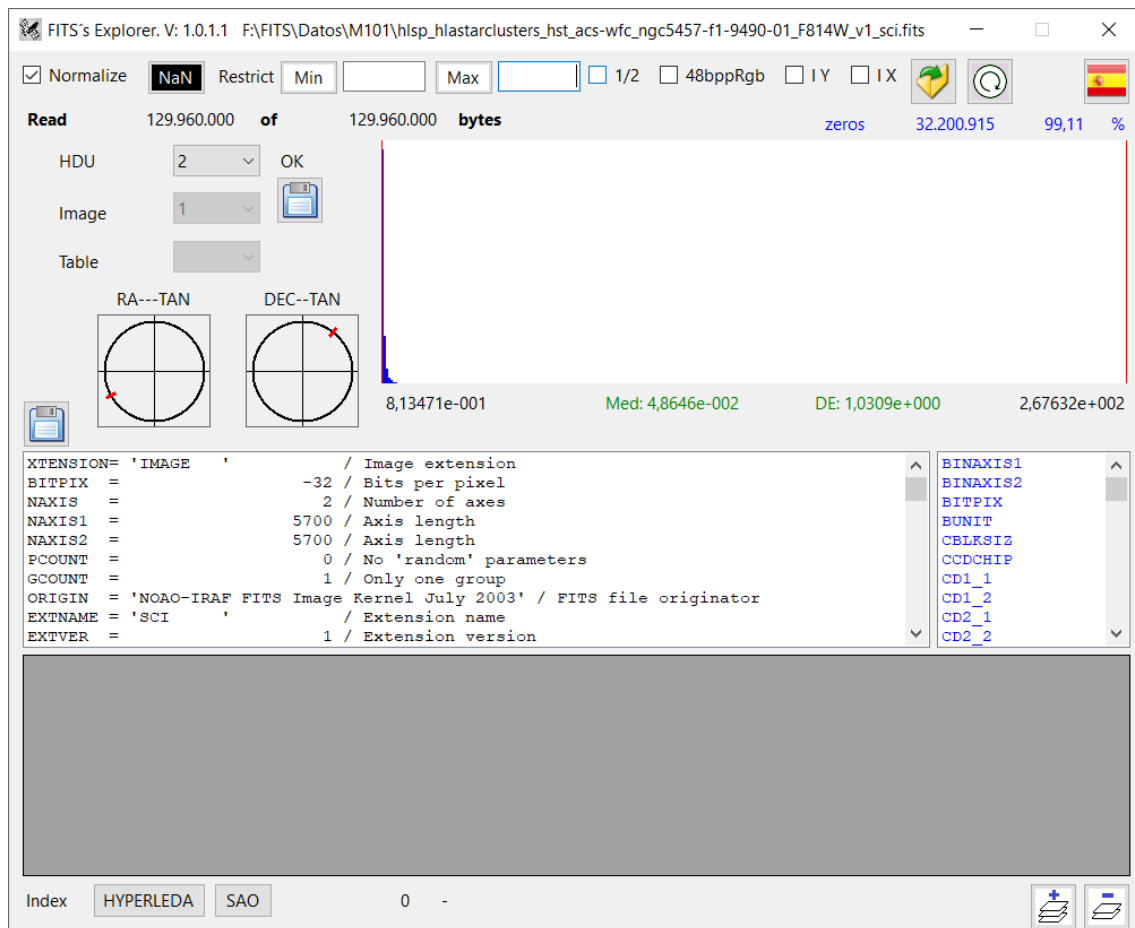 FITS´s Explorer. V: 1.0.1.1 F:\FITS\Datos\M101\hlsp_hlastarclusters_hst_acs-wfc_ngc5457-f1-9490-01_F814W_v1_sci.fits
Normalize NaN Restrict Min Max 1/2 48bppRgb I Y I X
Read 129.960.000 of 129.960.000 bytes zeros 32.200.915 99,11 %
HDU 2 OK
Image 1
Table
RA---TAN DEC--TAN
8,13471e-001 Med: 4,8646e-002 DE: 1,0309e+000 2,67632e+002
XTENSION= 'IMAGE   '           / Image extension
BITPIX  =                  -32 / Bits per pixel
NAXIS   =                    2 / Number of axes
NAXIS1  =                 5700 / Axis length
NAXIS2  =                 5700 / Axis length
PCOUNT  =                    0 / No 'random' parameters
GCOUNT  =                    1 / Only one group
ORIGIN  = 'NOAO-IRAF FITS Image Kernel July 2003' / FITS file originator
EXTNAME = 'SCI     '           / Extension name
EXTVER  =                    1 / Extension version
BINAXIS1
BINAXIS2
BITPIX
BUNIT
CBLKSIZ
CCDCHIP
CD1_1
CD1_2
CD2_1
CD2_2
Index HYPERLEDA SAO 0 -